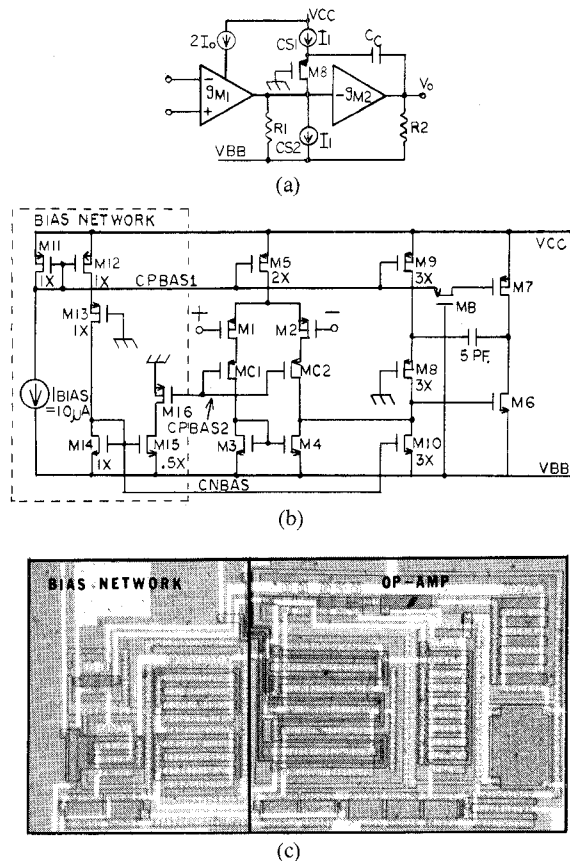 VCC
2Io
CS1
I1
CC
M8
− gM1
+
−gM2
Vo
R1
CS2
I1
R2
VBB
(a)
BIAS NETWORK
M11
M12
M5
M9
VCC
1X
1X
CPBAS1
2X
3X
M7
M13
1X
+
M1
M2
−
MB
MC1
MC2
M8
3X
5 PF.
IBIAS
=10μA
M16
CPBAS2
M6
M14
M15
M3
M4
M10
1X
.5X
3X
CNBAS
VBB
(b)
BIAS NETWORK
OP-AMP
(c)